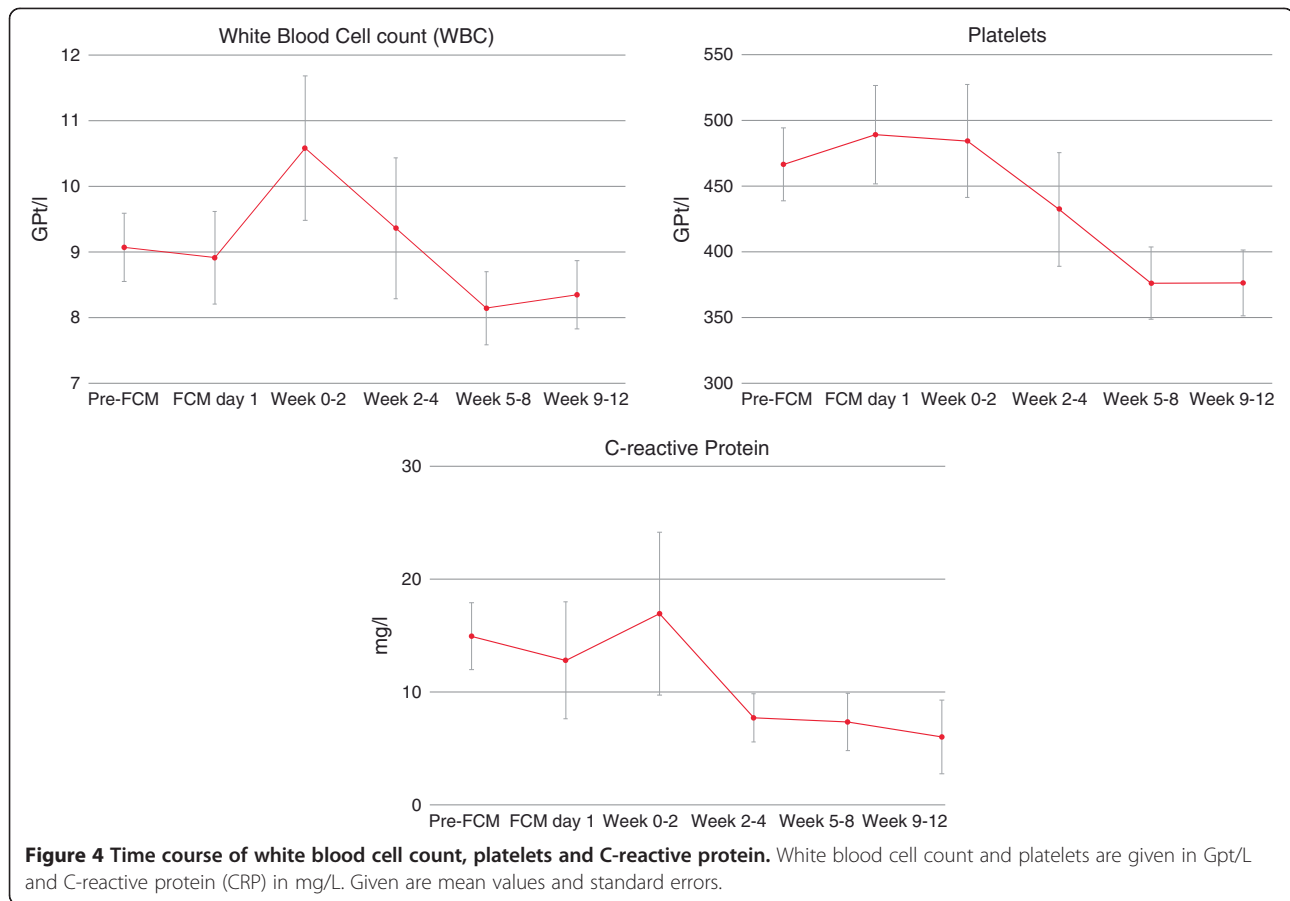 White Blood Cell count (WBC)
12
11
10
9
8
7
GPt/l
Pre-FCM FCM day 1 Week 0-2 Week 2-4 Week 5-8 Week 9-12
Platelets
550
500
450
400
350
300
GPt/l
Pre-FCM FCM day 1 Week 0-2 Week 2-4 Week 5-8 Week 9-12
C-reactive Protein
30
20
10
0
mg/l
Pre-FCM FCM day 1 Week 0-2 Week 2-4 Week 5-8 Week 9-12
Figure 4 Time course of white blood cell count, platelets and C-reactive protein. White blood cell count and platelets are given in Gpt/L
and C-reactive protein (CRP) in mg/L. Given are mean values and standard errors.